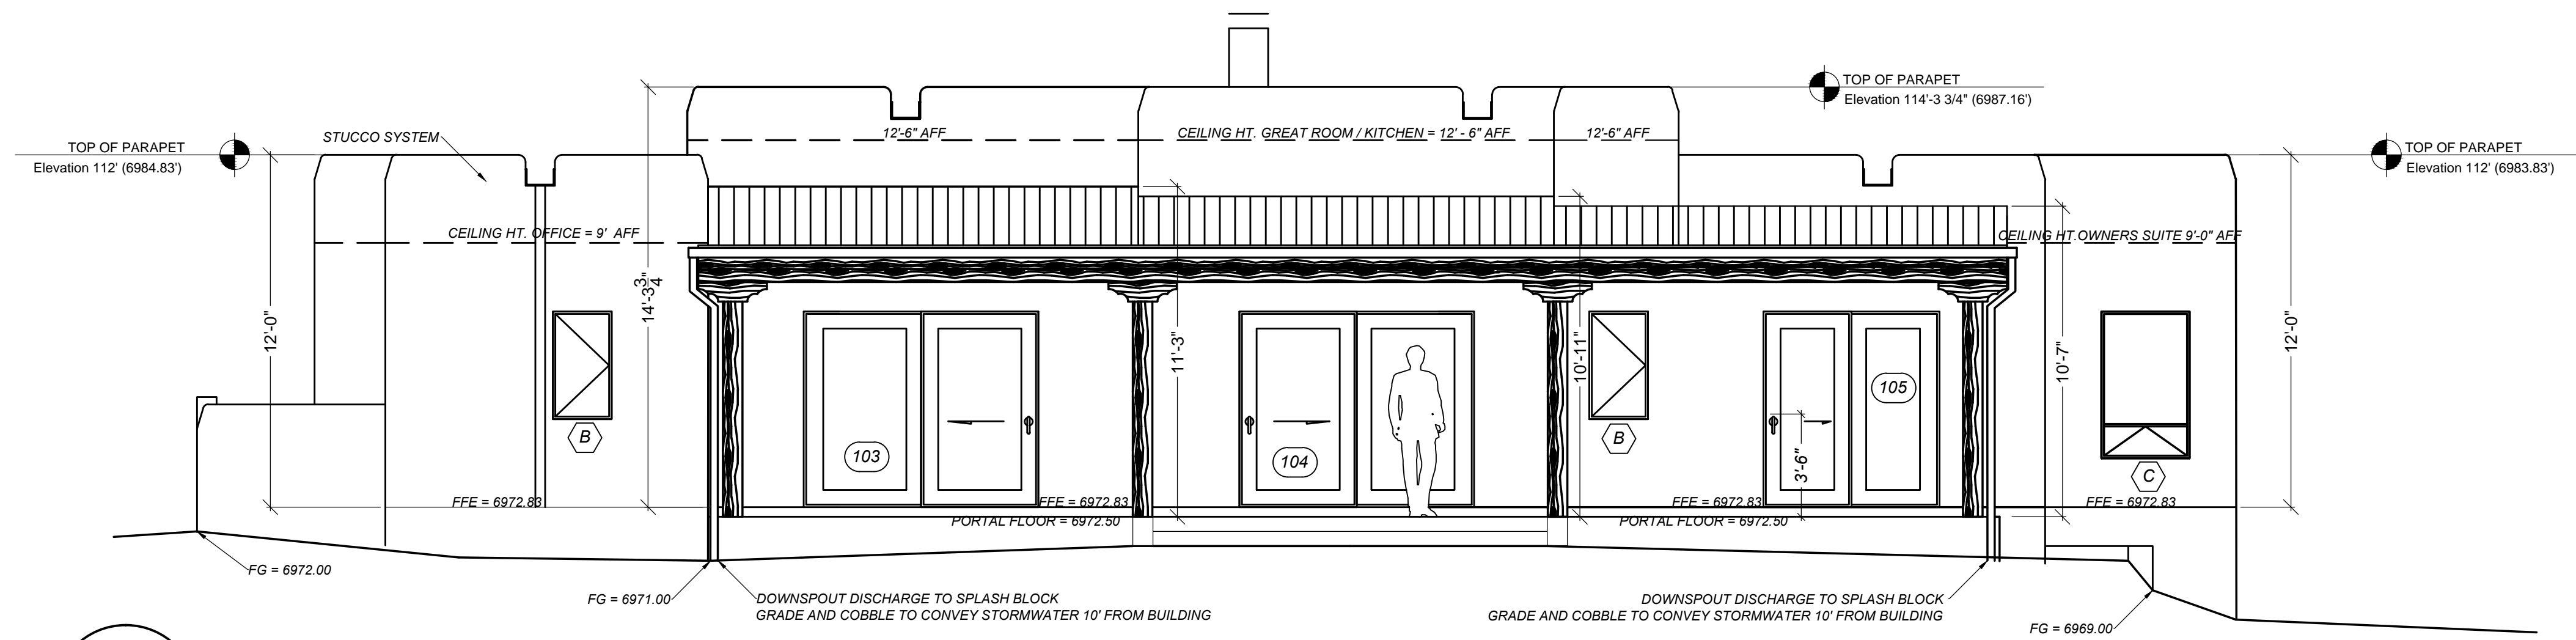 TOP OF PARAPET
Elevation 114'-3 3/4" (6987.16')
STUCCO SYSTEM
12'-6" AFF
CEILING HT. GREAT ROOM / KITCHEN = 12' - 6" AFF
12'-6" AFF
TOP OF PARAPET
Elevation 112' (6984.83')
TOP OF PARAPET
Elevation 112' (6983.83')
CEILING HT. OFFICE = 9' AFF
CEILING HT.OWNERS SUITE 9'-0" AFF
12'-0"
14'-3 3/4"
11'-3"
10'-11"
10'-7"
12'-0"
105
B
103
104
B
3'-6"
C
FFE = 6972.83
FFE = 6972.83
FFE = 6972.83
FFE = 6972.83
PORTAL FLOOR = 6972.50
PORTAL FLOOR = 6972.50
FG = 6972.00
FG = 6971.00
DOWNSPOUT DISCHARGE TO SPLASH BLOCK
GRADE AND COBBLE TO CONVEY STORMWATER 10' FROM BUILDING
DOWNSPOUT DISCHARGE TO SPLASH BLOCK
GRADE AND COBBLE TO CONVEY STORMWATER 10' FROM BUILDING
FG = 6969.00